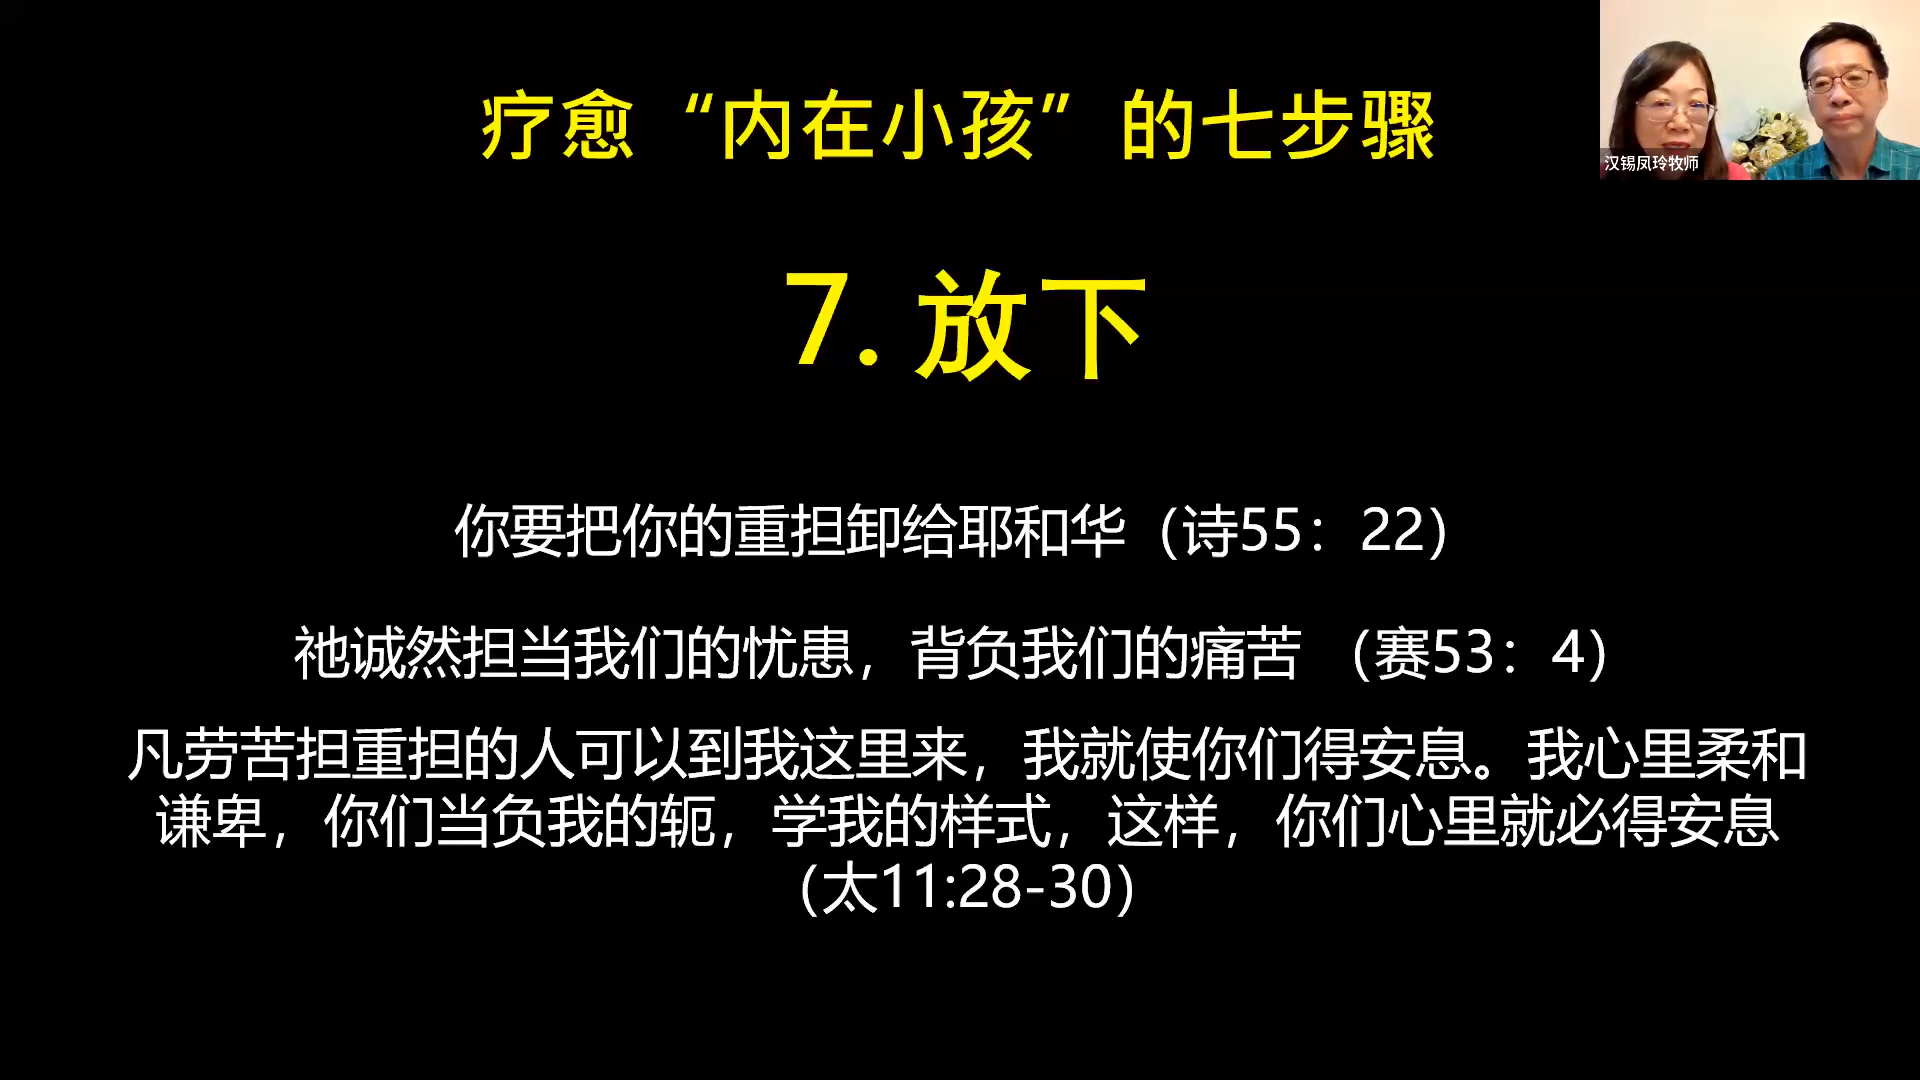 疗愈“内在小孩”的七步骤
汉锡凤玲牧师
7. 放下
你要把你的重担卸给耶和华（诗55：22）
祂诚然担当我们的忧患，背负我们的痛苦 （赛53：4）
凡劳苦担重担的人可以到我这里来，我就使你们得安息。我心里柔和
谦卑，你们当负我的轭，学我的样式，这样，你们心里就必得安息
（太11:28-30）